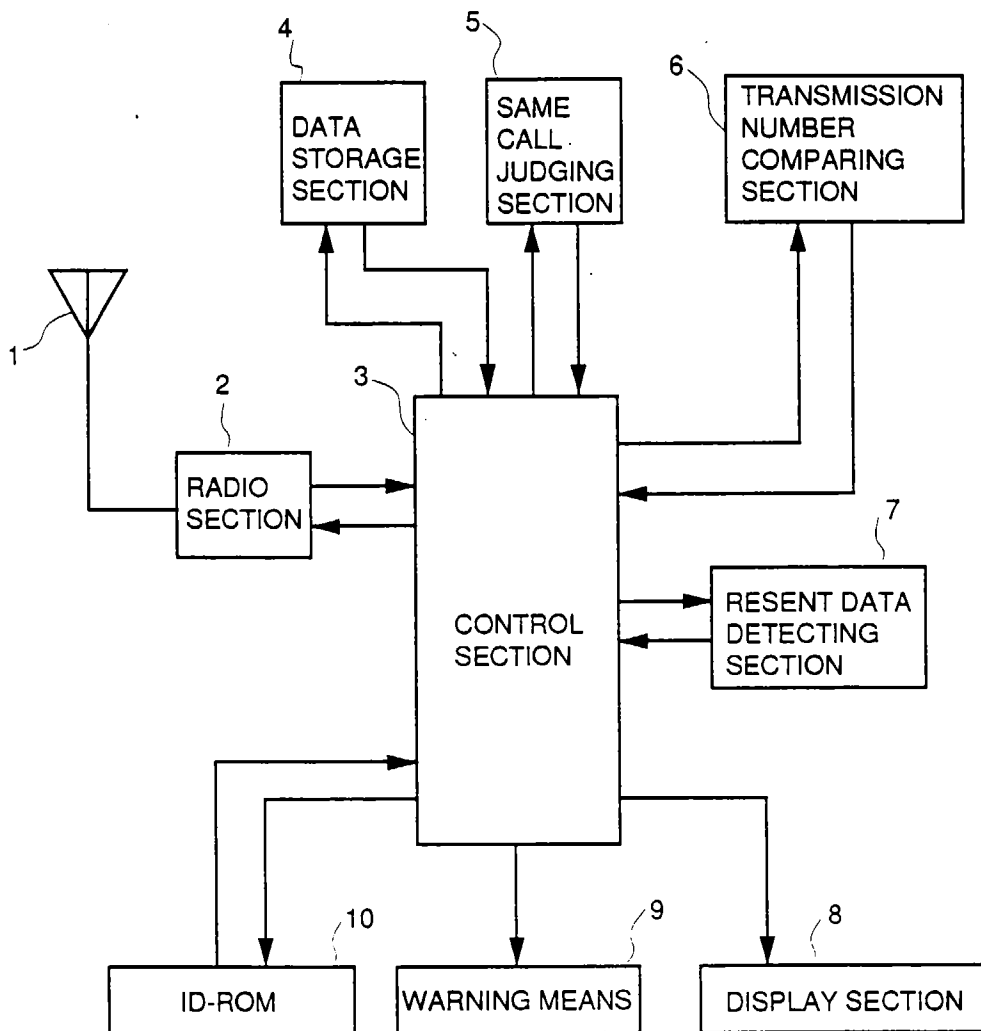 4
DATA
STORAGE
SECTION
5
SAME
CALL
JUDGING
SECTION
6
TRANSMISSION
NUMBER
COMPARING
SECTION
1
2
RADIO
SECTION
3
CONTROL
SECTION
7
RESENT DATA
DETECTING
SECTION
10
ID-ROM
9
WARNING MEANS
8
DISPLAY SECTION